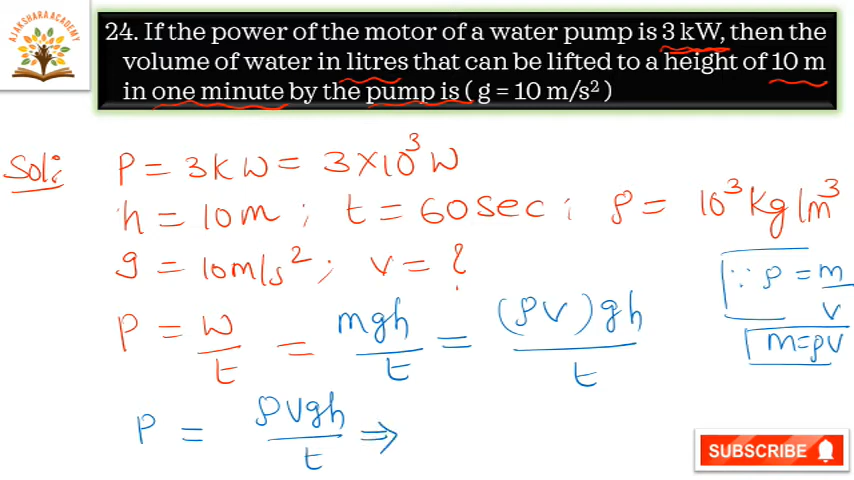 AJAKSHARA ACADEMY
24. If the power of the motor of a water pump is 3 kW, then the
volume of water in litres that can be lifted to a height of 10 m
in one minute by the pump is ( g = 10 m/s² )
Sol:
P = 3KW = 3×10³ W
h = 10m ; t = 60sec ; ρ = 10³ Kg/m³
g = 10m/s² ; v = ?
∵ ρ = m/v
m=ρV
P = W/t = mgh/t = (ρv)gh/t
P = ρvgh/t ⇒
SUBSCRIBE